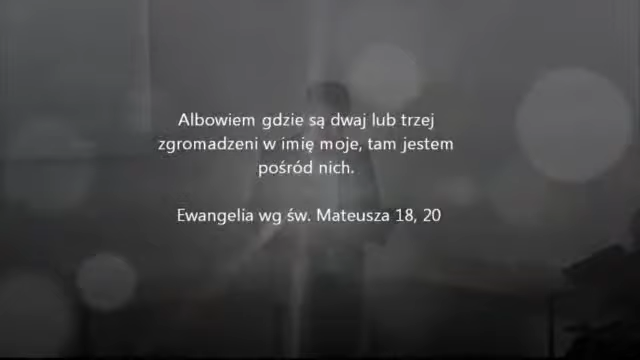 Albowiem gdzie są dwaj lub trzej
zgromadzeni w imię moje, tam jestem
pośród nich.
Ewangelia wg św. Mateusza 18, 20